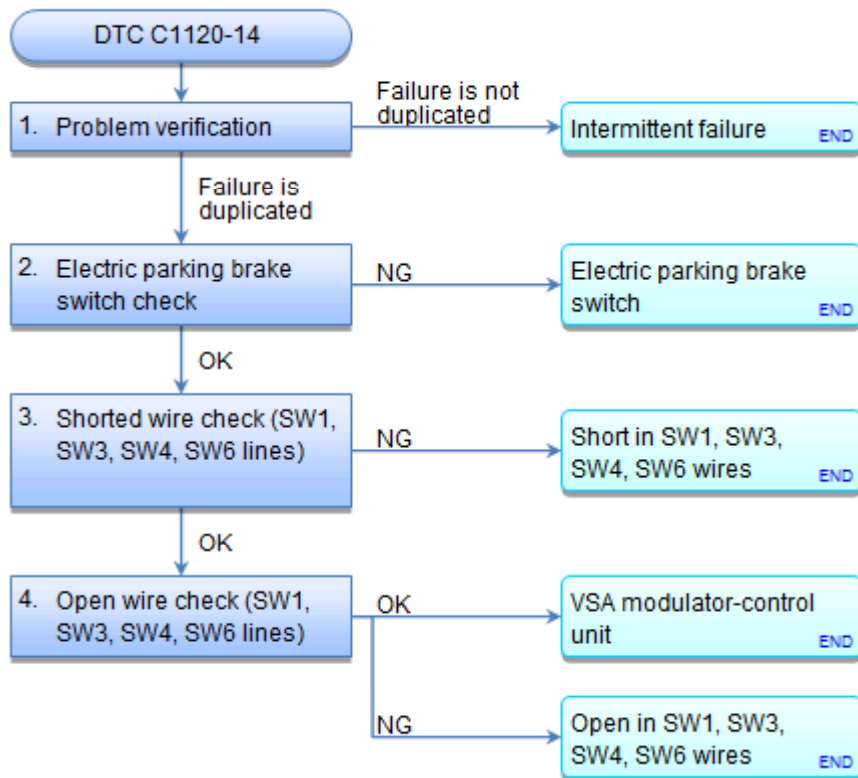 DTC C1120-14
Failure is not
duplicated
1. Problem verification
Intermittent failure
END
Failure is
duplicated
2. Electric parking brake
switch check
NG
Electric parking brake
switch
END
OK
3. Shorted wire check (SW1,
SW3, SW4, SW6 lines)
NG
Short in SW1, SW3,
SW4, SW6 wires
END
OK
4. Open wire check (SW1,
SW3, SW4, SW6 lines)
OK
VSA modulator-control
unit
END
NG
Open in SW1, SW3,
SW4, SW6 wires
END